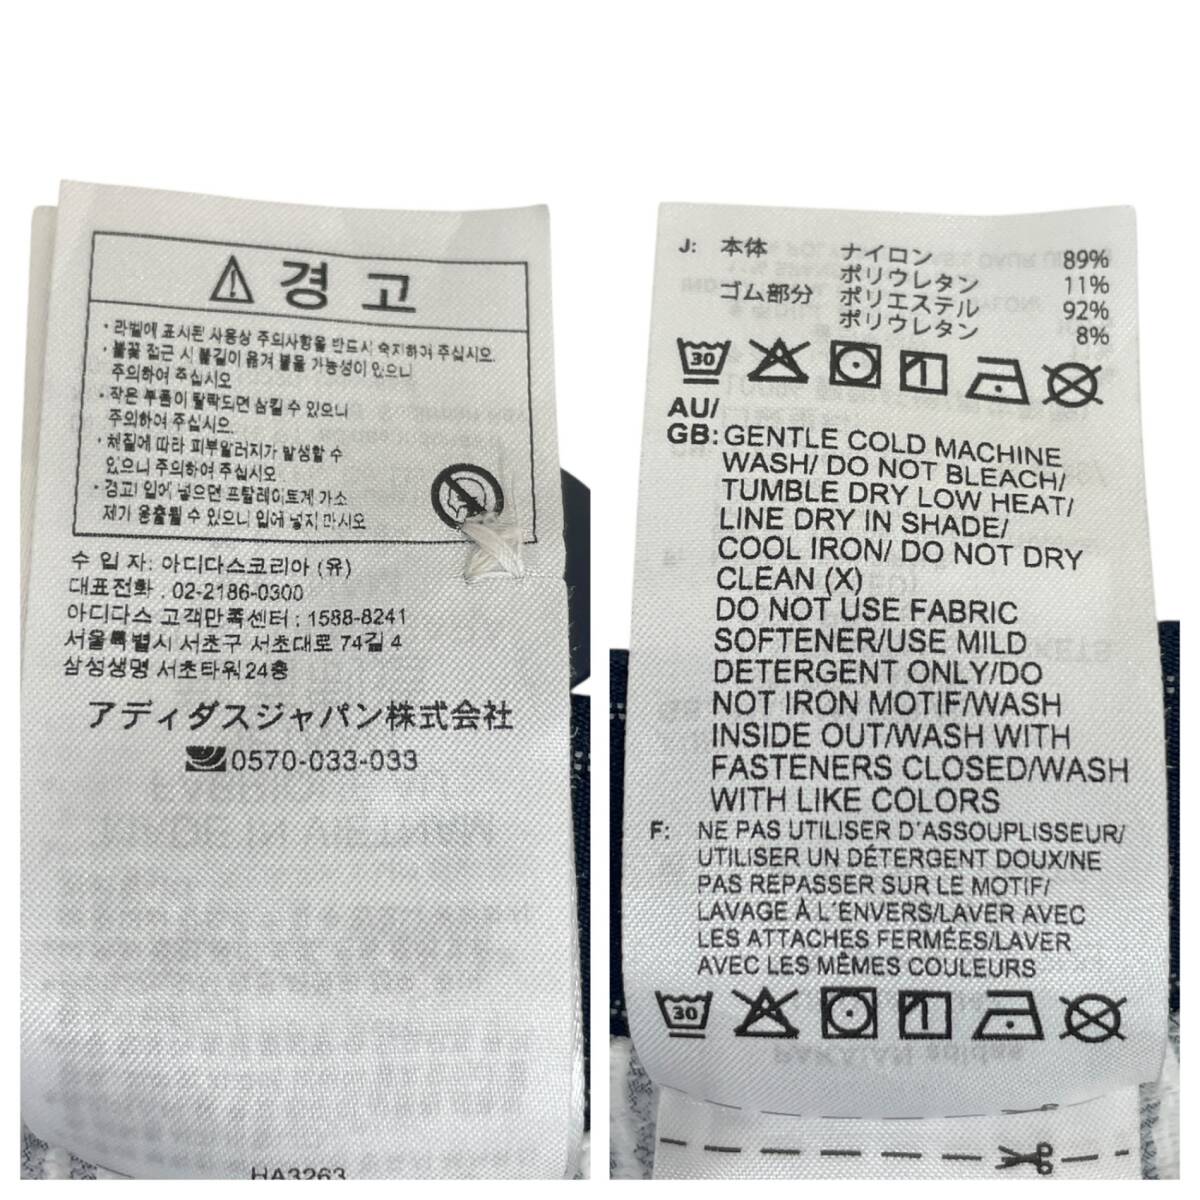 경고
· 라벨에 표시된 사용상 주의사항을 반드시 숙지하여 주십시오.
· 불꽃 접근 시 불길이 옮겨 붙을 가능성이 있으니
주의하여 주십시오
· 작은 부품이 탈락되면 삼킬 수 있으니
주의하여 주십시오.
· 체질에 따라 피부알러지가 발생할 수
있으니 주의하여 주십시오
· 경고! 입에 넣으면 프탈레이트계 가소
제가 용출될 수 있으니 입에 넣지 마시오
수 입 자: 아디다스코리아 (유)
대표전화 : 02-2186-0300
아디다스 고객만족센터 : 1588-8241
서울특별시 서초구 서초대로 74길 4
삼성생명 서초타워 24층
アディダスジャパン株式会社
0570-033-033
HA3263
J: 本体 ナイロン 89%
ポリウレタン 11%
ゴム部分 ポリエステル 92%
ポリウレタン 8%
30
AU/
GB: GENTLE COLD MACHINE
WASH/ DO NOT BLEACH/
TUMBLE DRY LOW HEAT/
LINE DRY IN SHADE/
COOL IRON/ DO NOT DRY
CLEAN (X)
DO NOT USE FABRIC
SOFTENER/USE MILD
DETERGENT ONLY/DO
NOT IRON MOTIF/WASH
INSIDE OUT/WASH WITH
FASTENERS CLOSED/WASH
WITH LIKE COLORS
F: NE PAS UTILISER D'ASSOUPLISSEUR/
UTILISER UN DÉTERGENT DOUX/NE
PAS REPASSER SUR LE MOTIF/
LAVAGE À L'ENVERS/LAVER AVEC
LES ATTACHES FERMÉES/LAVER
AVEC LES MÊMES COULEURS
30